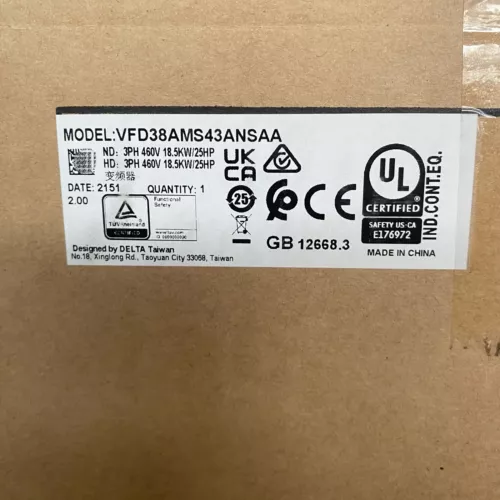 MODEL:VFD38AMS43ANSAA
ND: 3PH 460V 18.5KW/25HP
HD: 3PH 460V 18.5KW/25HP
变频器
DATE: 2151 QUANTITY: 1
2.00
Functional
Safety
UK
CA
25
UL
CERTIFIED
SAFETY US-CA
E176972
IND.CONT.EQ.
GB 12668.3
MADE IN CHINA
Designed by DELTA Taiwan
No.18, Xinglong Rd., Taoyuan City 33068, Taiwan